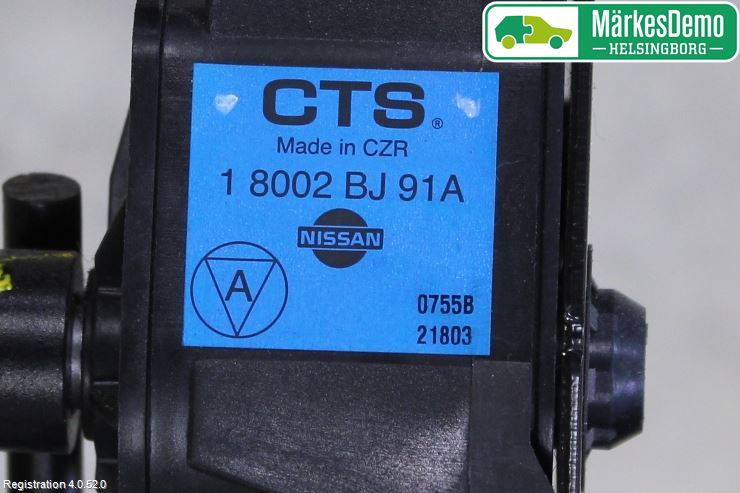 MärkesDemo
HELSINGBORG
CTS®
Made in CZR
1 8002 BJ 91A
NISSAN
A
0755B
21803
Registration 4.0.52.0